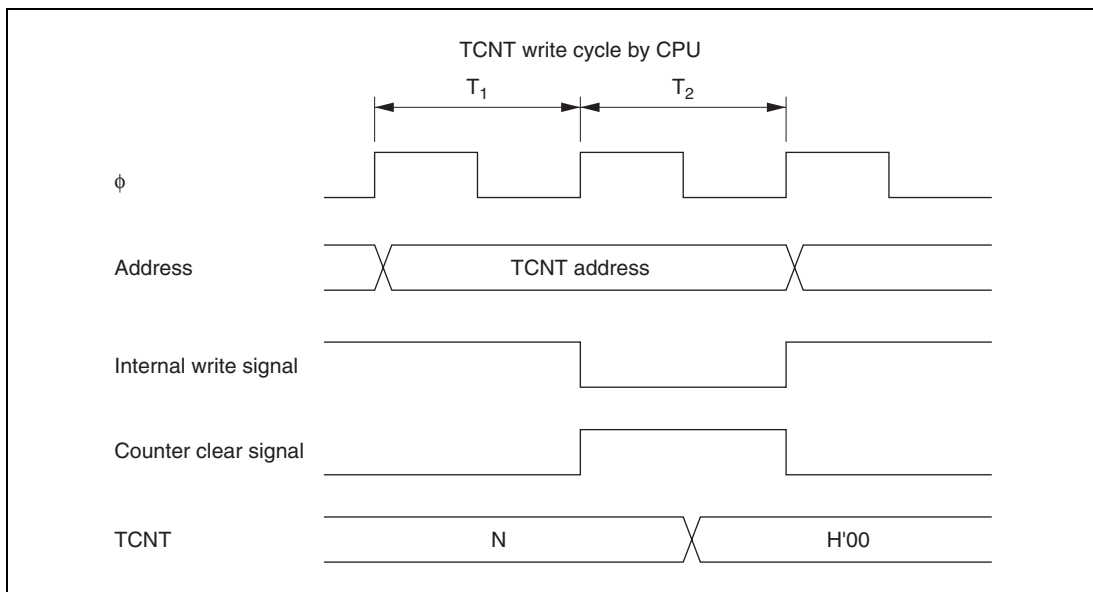 TCNT write cycle by CPU
T₁ T₂
ϕ
Address TCNT address
Internal write signal
Counter clear signal
TCNT N H'00